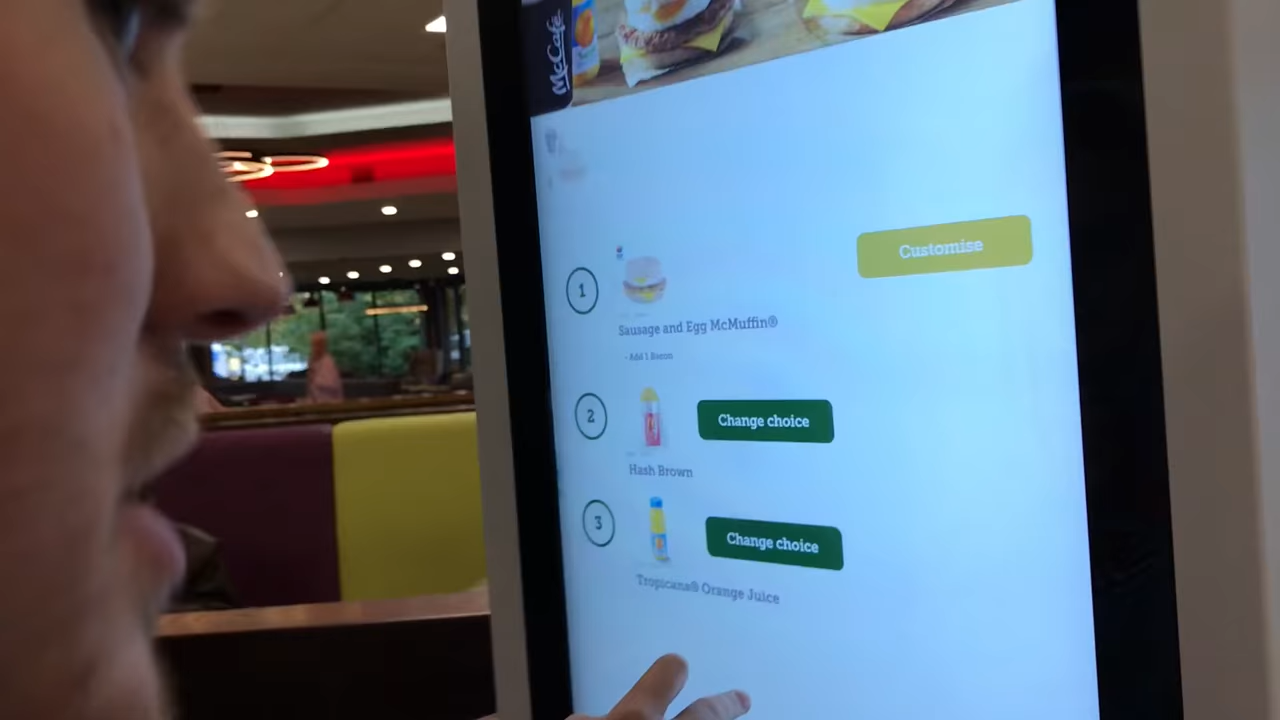 McCafé
Customise
1
Sausage and Egg McMuffin®
- Add 1 Bacon
2
Change choice
Hash Brown
3
Change choice
Tropicana® Orange Juice